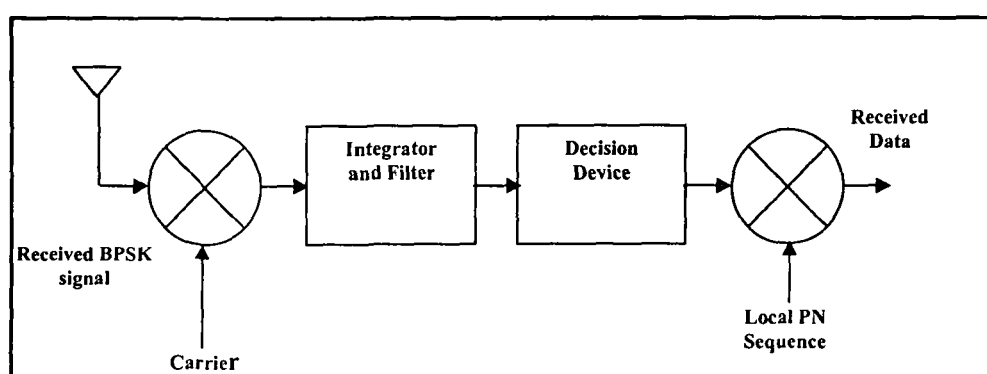 Integrator
and Filter
Decision
Device
Received
Data
Received BPSK
signal
Carrier
Local PN
Sequence